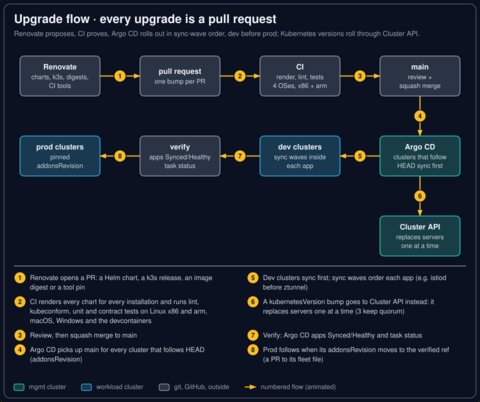 Upgrade flow · every upgrade is a pull request
Renovate proposes, CI proves, Argo CD rolls out in sync-wave order, dev before prod; Kubernetes versions roll through Cluster API.
Renovate
charts, k3s, digests,
CI tools
1
pull request
one bump per PR
2
CI
render, lint, tests
4 OSes, x86 + arm
3
main
review +
squash merge
4
prod clusters
pinned
addonsRevision
8
verify
apps Synced/Healthy
task status
7
dev clusters
sync waves inside
each app
5
Argo CD
clusters that follow
HEAD sync first
6
Cluster API
replaces servers
one at a time
1 Renovate opens a PR: a Helm chart, a k3s release, an image
digest or a tool pin
2 CI renders every chart for every installation and runs lint,
kubeconform, unit and contract tests on Linux x86 and arm,
macOS, Windows and the devcontainers
3 Review, then squash merge to main
4 Argo CD picks up main for every cluster that follows HEAD
(addonsRevision)
5 Dev clusters sync first; sync waves order each app (e.g. istiod
before ztunnel)
6 A kubernetesVersion bump goes to Cluster API instead: it
replaces servers one at a time (3 keep quorum)
7 Verify: Argo CD apps Synced/Healthy and task status
8 Prod follows when its addonsRevision moves to the verified ref
(a PR to its fleet file)
mgmt cluster
workload cluster
git, GitHub, outside
numbered flow (animated)